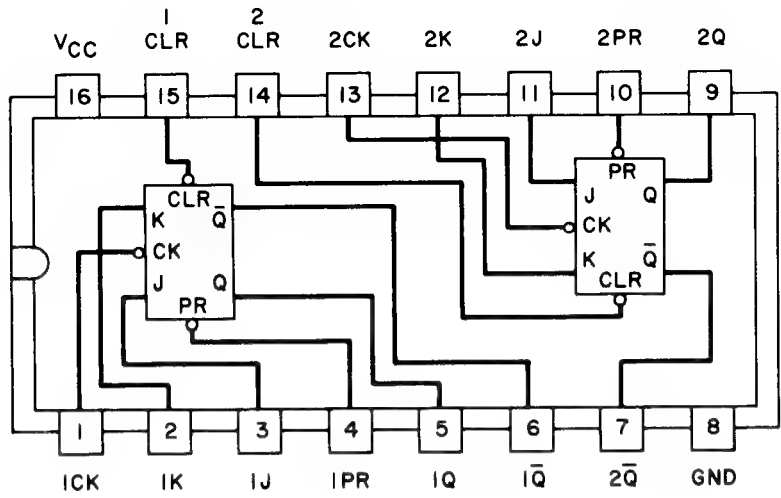 1 2
V_CC CLR CLR 2CK 2K 2J 2PR 2Q
16 15 14 13 12 11 10 9
PR
CLR J Q
K Q̅
CK CK
K Q̅
J Q CLR
PR
1 2 3 4 5 6 7 8
1CK 1K 1J 1PR 1Q 1Q̅ 2Q̅ GND